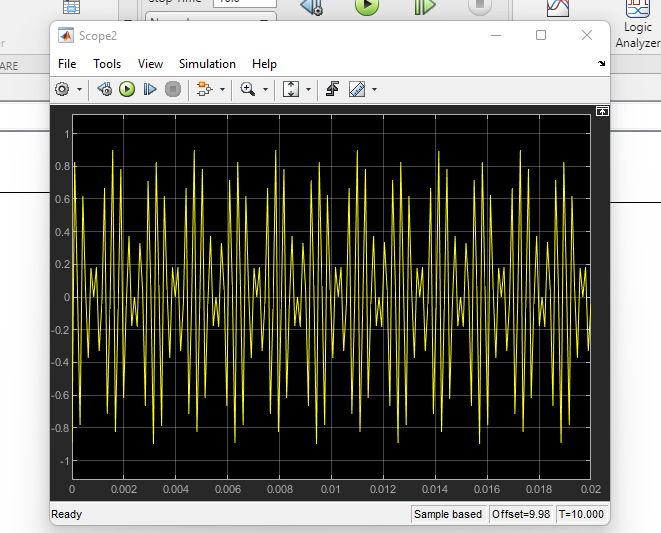 Stop Time 10.0
Logic
Analyzer
ARE
Scope2
File Tools View Simulation Help
1
0.8
0.6
0.4
0.2
0
-0.2
-0.4
-0.6
-0.8
-1
0 0.002 0.004 0.006 0.008 0.01 0.012 0.014 0.016 0.018 0.02
Ready Sample based Offset=9.98 T=10.000